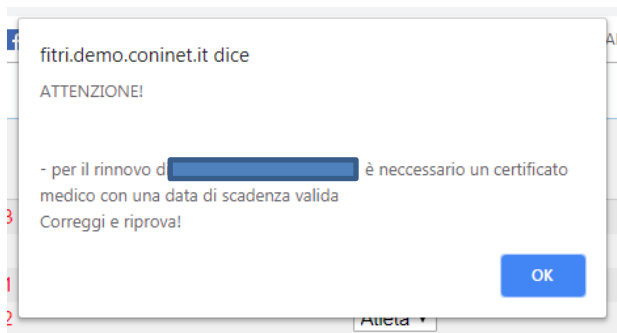 fitri.demo.coninet.it dice
ATTENZIONE!
- per il rinnovo d è neccessario un certificato
medico con una data di scadenza valida
Correggi e riprova!
OK
Atleta